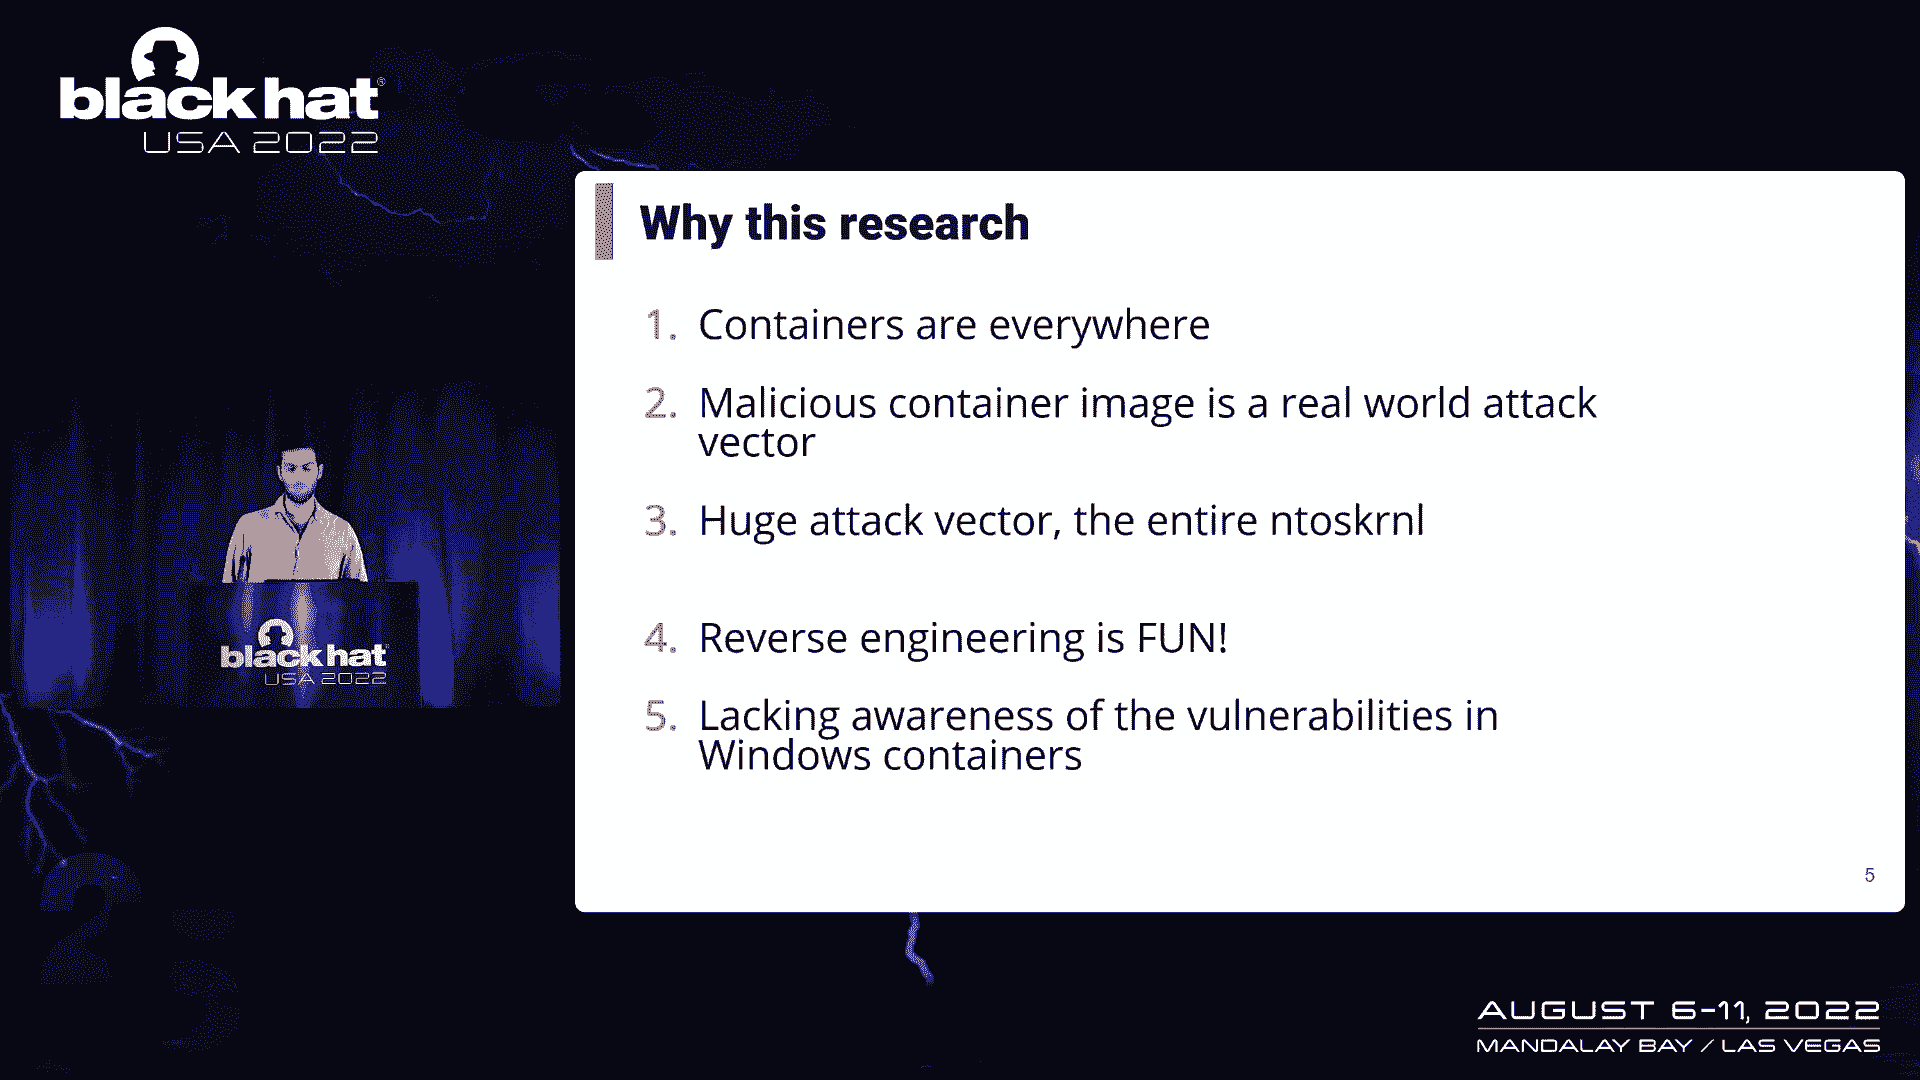 black hat
USA 2022
Why this research
1. Containers are everywhere
2. Malicious container image is a real world attack
vector
3. Huge attack vector, the entire ntoskrnl
4. Reverse engineering is FUN!
5. Lacking awareness of the vulnerabilities in
Windows containers
5
black hat
USA 2022
AUGUST 6-11, 2022
MANDALAY BAY / LAS VEGAS